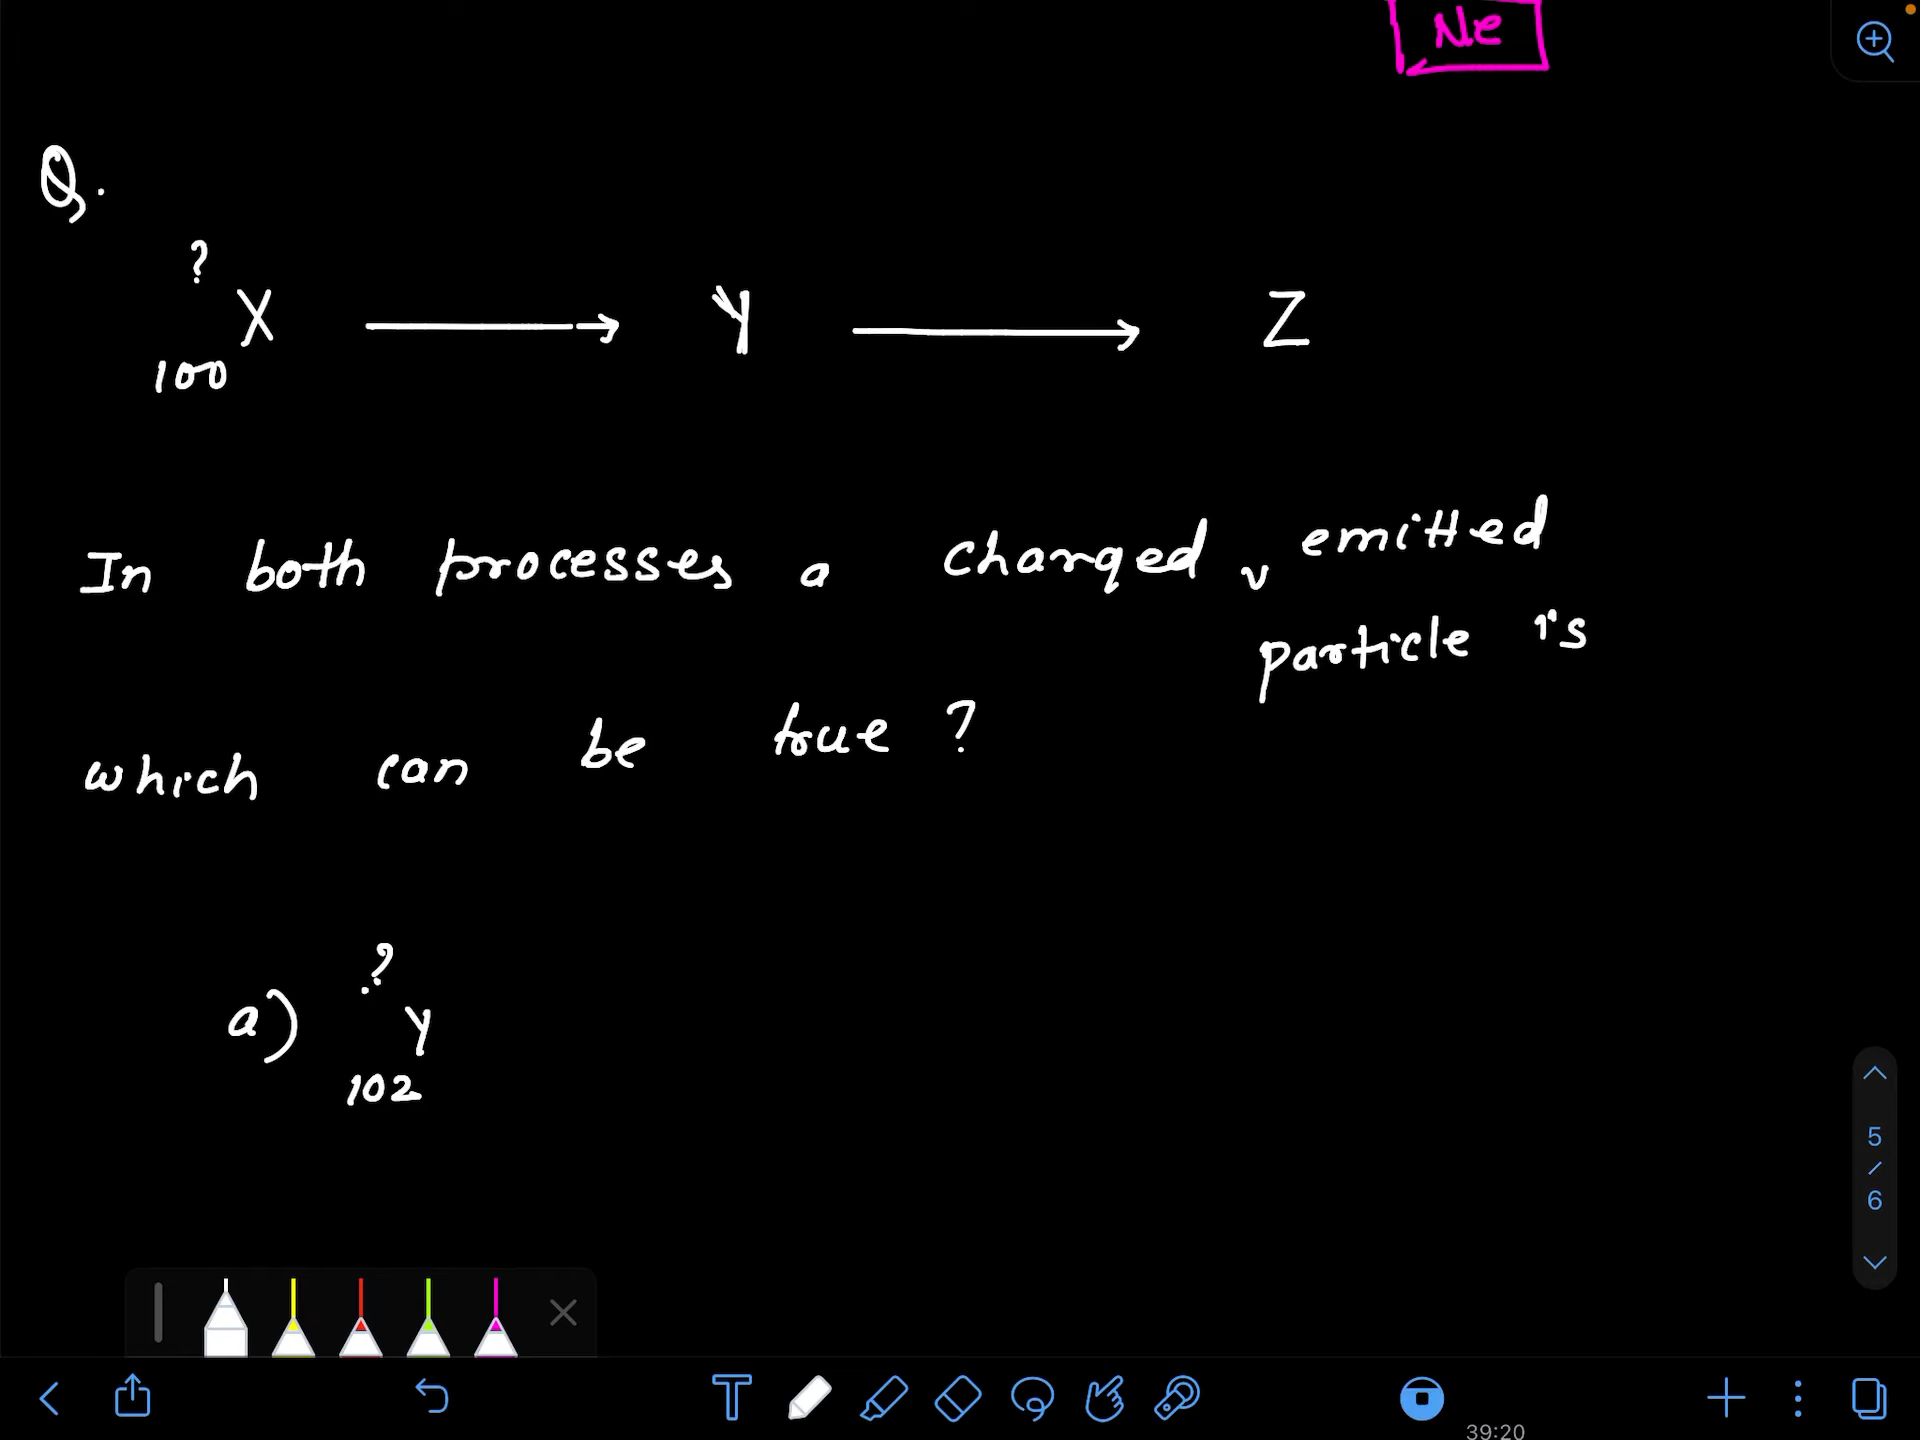 Ne
Q.
?
X → Y → Z
100
In both processes a charged v emitted
particle is
which can be true ?
?
a) Y
102
5
/
6
T
39:20